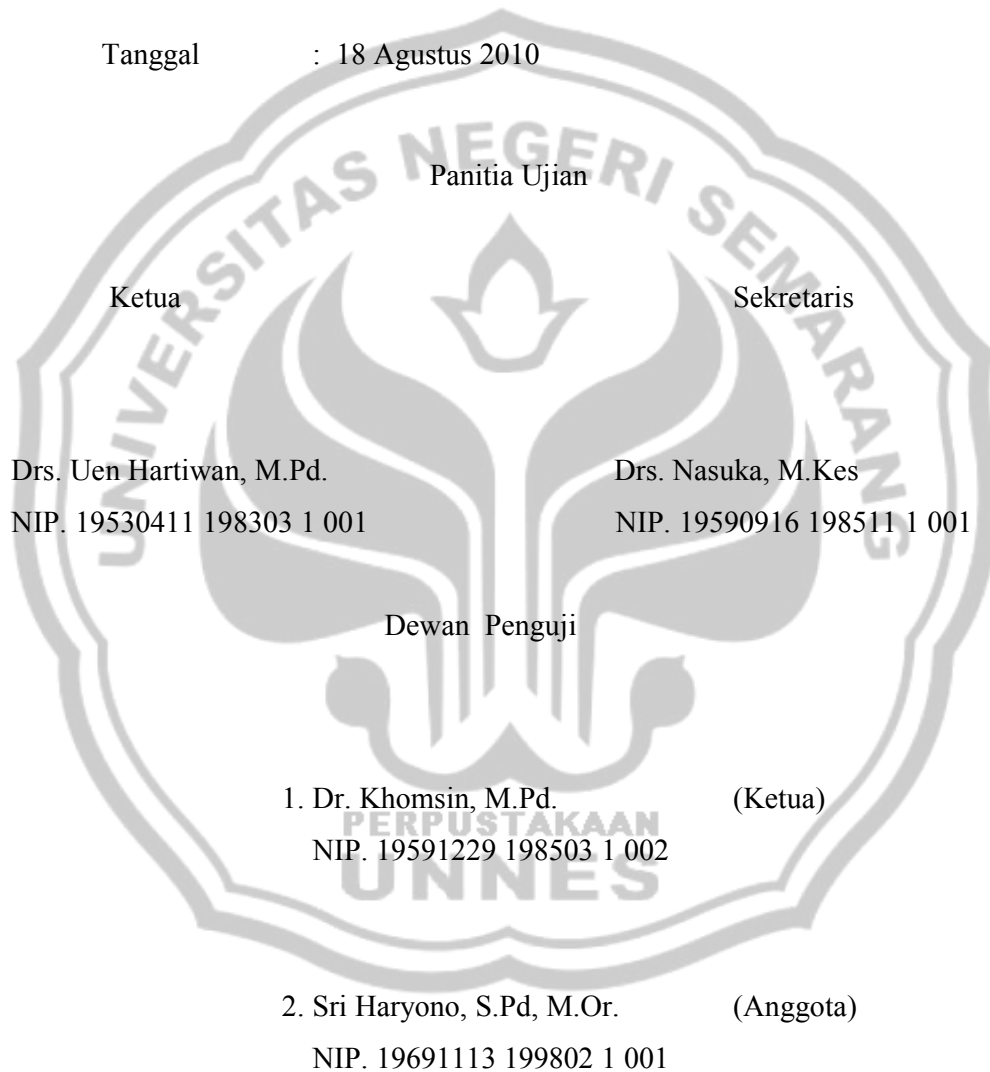 Tanggal : 18 Agustus 2010
Panitia Ujian
Ketua Sekretaris
Drs. Uen Hartiwan, M.Pd. Drs. Nasuka, M.Kes
NIP. 19530411 198303 1 001 NIP. 19590916 198511 1 001
Dewan Penguji
1. Dr. Khomsin, M.Pd. (Ketua)
NIP. 19591229 198503 1 002
2. Sri Haryono, S.Pd, M.Or. (Anggota)
NIP. 19691113 199802 1 001
UNIVERSITAS NEGERI SEMARANG
PERPUSTAKAAN
UNNES